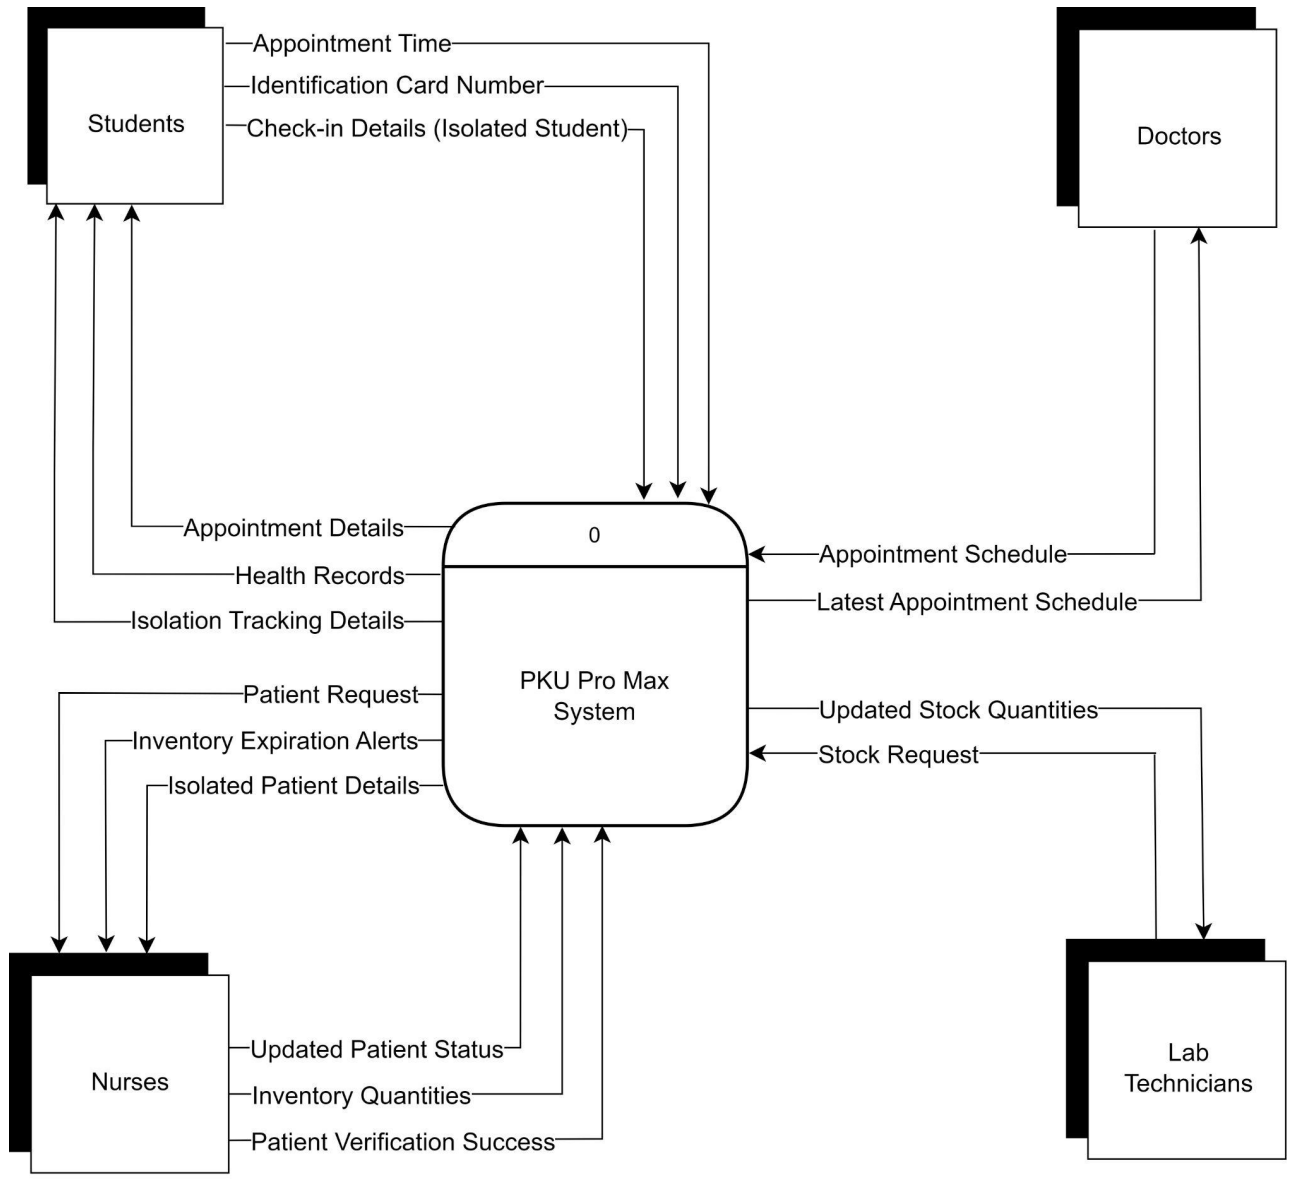 Appointment Time
Identification Card Number
Check-in Details (Isolated Student)
Students
Doctors
Appointment Details
Health Records
Isolation Tracking Details
0
Appointment Schedule
Latest Appointment Schedule
PKU Pro Max
System
Patient Request
Inventory Expiration Alerts
Isolated Patient Details
Updated Stock Quantities
Stock Request
Updated Patient Status
Inventory Quantities
Patient Verification Success
Nurses
Lab
Technicians